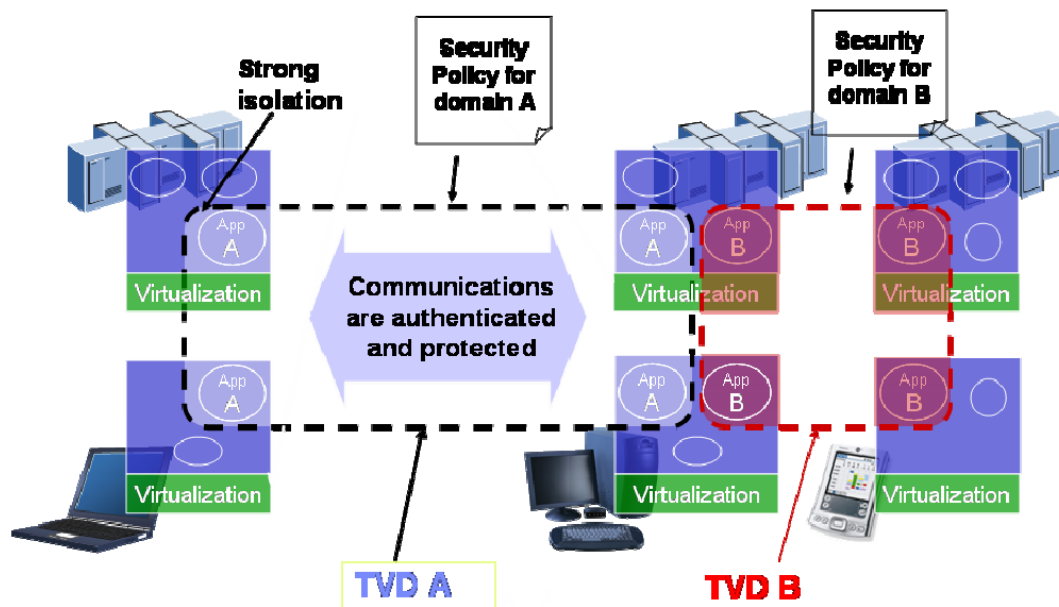 Security
Policy for
domain A
Security
Policy for
domain B
Strong
isolation
App
A
App
A
App
B
App
B
Virtualization
Virtualization
Virtualization
Communications
are authenticated
and protected
App
A
App
A
App
B
App
B
Virtualization
Virtualization
Virtualization
TVD A
TVD B